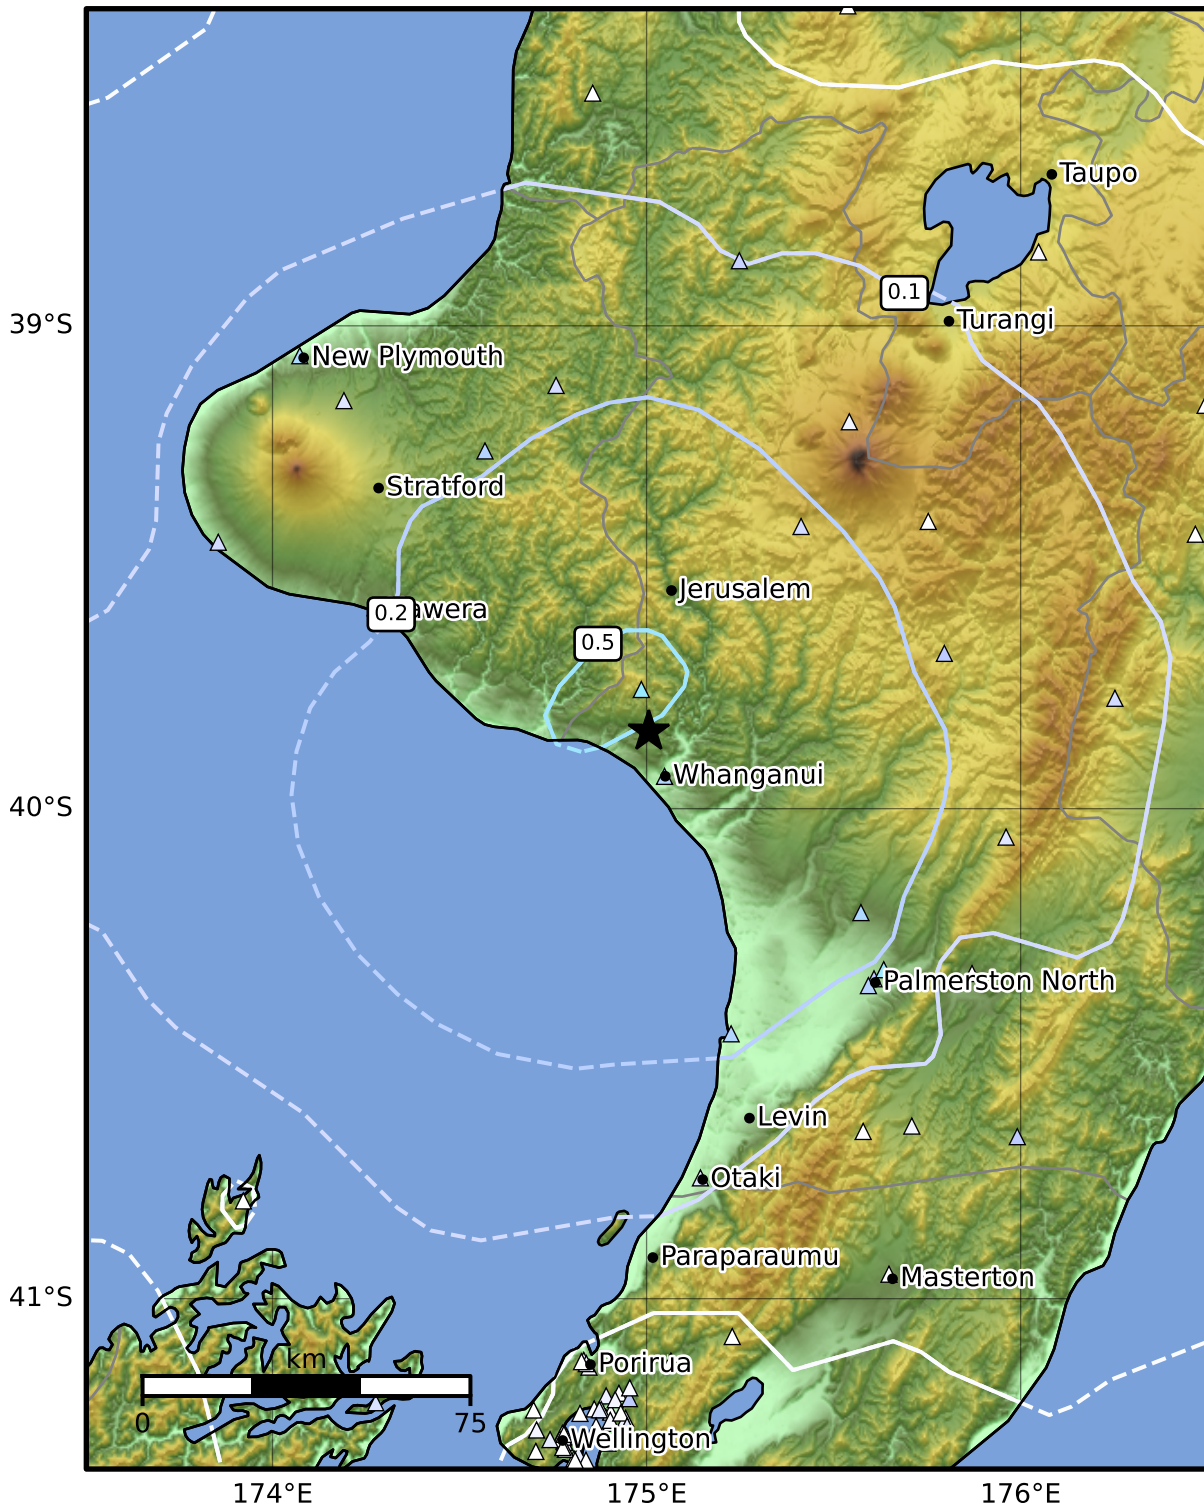 Taupo
0.1
Turangi
39°S
New Plymouth
Stratford
Jerusalem
0.2
awera
0.5
Whanganui
40°S
Palmerston North
Levin
Otaki
Paraparaumu
Masterton
41°S
km
Porirua
0
75
Wellington
174°E
175°E
176°E